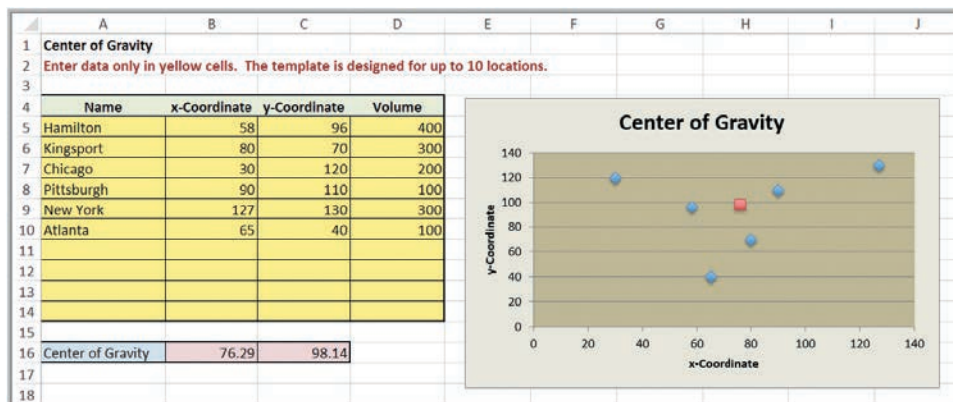 A B C D E F G H I J
1 Center of Gravity
2 Enter data only in yellow cells. The template is designed for up to 10 locations.
3
4 Name x-Coordinate y-Coordinate Volume
5 Hamilton 58 96 400
6 Kingsport 80 70 300
7 Chicago 30 120 200
8 Pittsburgh 90 110 100
9 New York 127 130 300
10 Atlanta 65 40 100
11
12
13
14
15
16 Center of Gravity 76.29 98.14
17
18
Center of Gravity
y-Coordinate
140
120
100
80
60
40
20
0
0 20 40 60 80 100 120 140
x-Coordinate